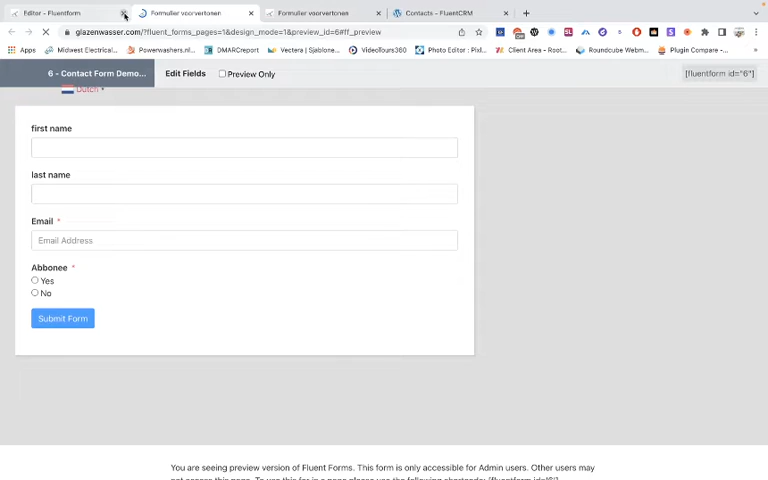 Editor - Fluentform
Formulier voorvertonen
Formulier voorvertonen
Contacts - FluentCRM
glazenwasser.com/?fluent_forms_pages=1&design_mode=1&preview_id=6#ff_preview
Apps
Midwest Electrical...
Powerwashers.nl...
DMARCreport
Vectera | Sjablone...
VideoTours360
Photo Editor : Pixl...
Client Area - Root...
Roundcube Webm...
Plugin Compare -...
6 - Contact Form Demo...
Edit Fields
Preview Only
[fluentform id="6"]
Dutch
first name
last name
Email *
Email Address
Abbonee *
Yes
No
Submit Form
You are seeing preview version of Fluent Forms. This form is only accessible for Admin users. Other users may
not access this page. To use this for in a page please use the following shortcode: [fluentform id='6']